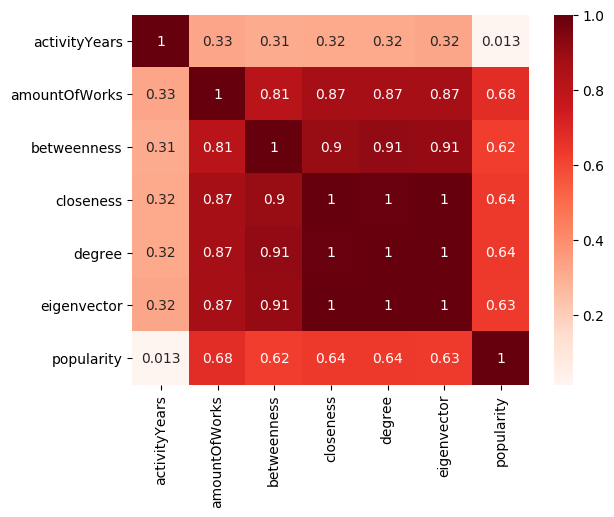 activityYears 1 0.33 0.31 0.32 0.32 0.32 0.013
amountOfWorks 0.33 1 0.81 0.87 0.87 0.87 0.68
betweenness 0.31 0.81 1 0.9 0.91 0.91 0.62
closeness 0.32 0.87 0.9 1 1 1 0.64
degree 0.32 0.87 0.91 1 1 1 0.64
eigenvector 0.32 0.87 0.91 1 1 1 0.63
popularity 0.013 0.68 0.62 0.64 0.64 0.63 1
activityYears
amountOfWorks
betweenness
closeness
degree
eigenvector
popularity
1.0
0.8
0.6
0.4
0.2